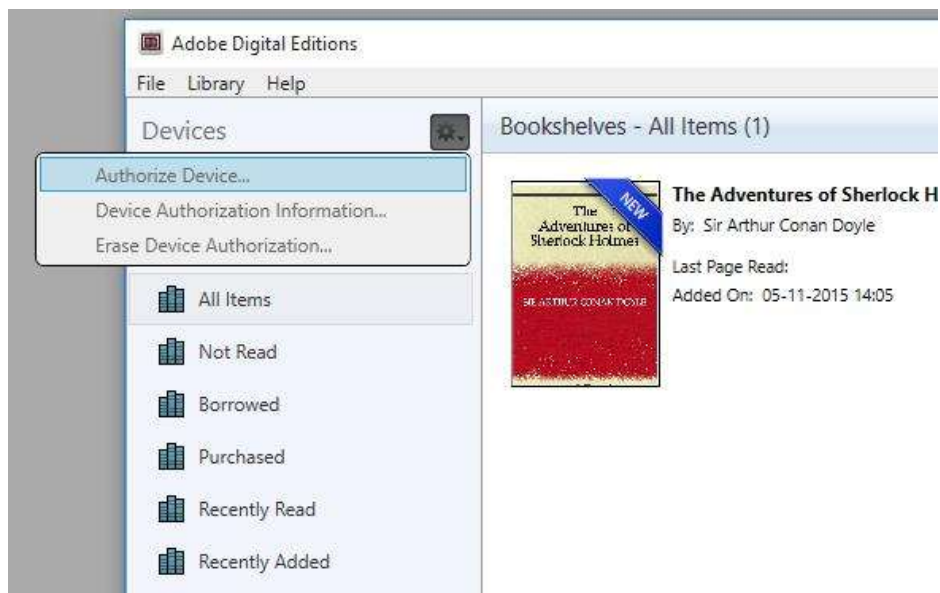 Adobe Digital Editions
File Library Help
Devices
Authorize Device...
Device Authorization Information...
Erase Device Authorization...
All Items
Not Read
Borrowed
Purchased
Recently Read
Recently Added
Bookshelves - All Items (1)
The
Adventures of
Sherlock Holmes
SIR ARTHUR CONAN DOYLE
NEW
The Adventures of Sherlock H
By: Sir Arthur Conan Doyle
Last Page Read:
Added On: 05-11-2015 14:05